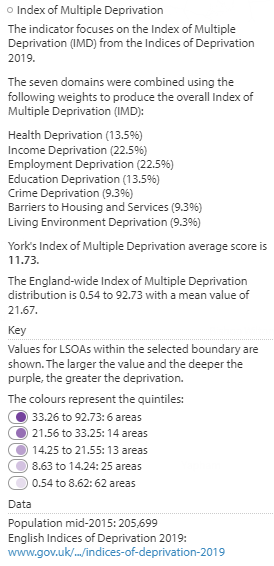 Index of Multiple Deprivation
The indicator focuses on the Index of Multiple
Deprivation (IMD) from the Indices of Deprivation
2019.
The seven domains were combined using the
following weights to produce the overall Index of
Multiple Deprivation (IMD):
Health Deprivation (13.5%)
Income Deprivation (22.5%)
Employment Deprivation (22.5%)
Education Deprivation (13.5%)
Crime Deprivation (9.3%)
Barriers to Housing and Services (9.3%)
Living Environment Deprivation (9.3%)
York's Index of Multiple Deprivation average score is
11.73.
The England-wide Index of Multiple Deprivation
distribution is 0.54 to 92.73 with a mean value of
21.67.
Key
Values for LSOAs within the selected boundary are
shown. The larger the value and the deeper the
purple, the greater the deprivation.
The colours represent the quintiles:
33.26 to 92.73: 6 areas
21.56 to 33.25: 14 areas
14.25 to 21.55: 13 areas
8.63 to 14.24: 25 areas
0.54 to 8.62: 62 areas
Data
Population mid-2015: 205,699
English Indices of Deprivation 2019:
www.gov.uk/.../indices-of-deprivation-2019